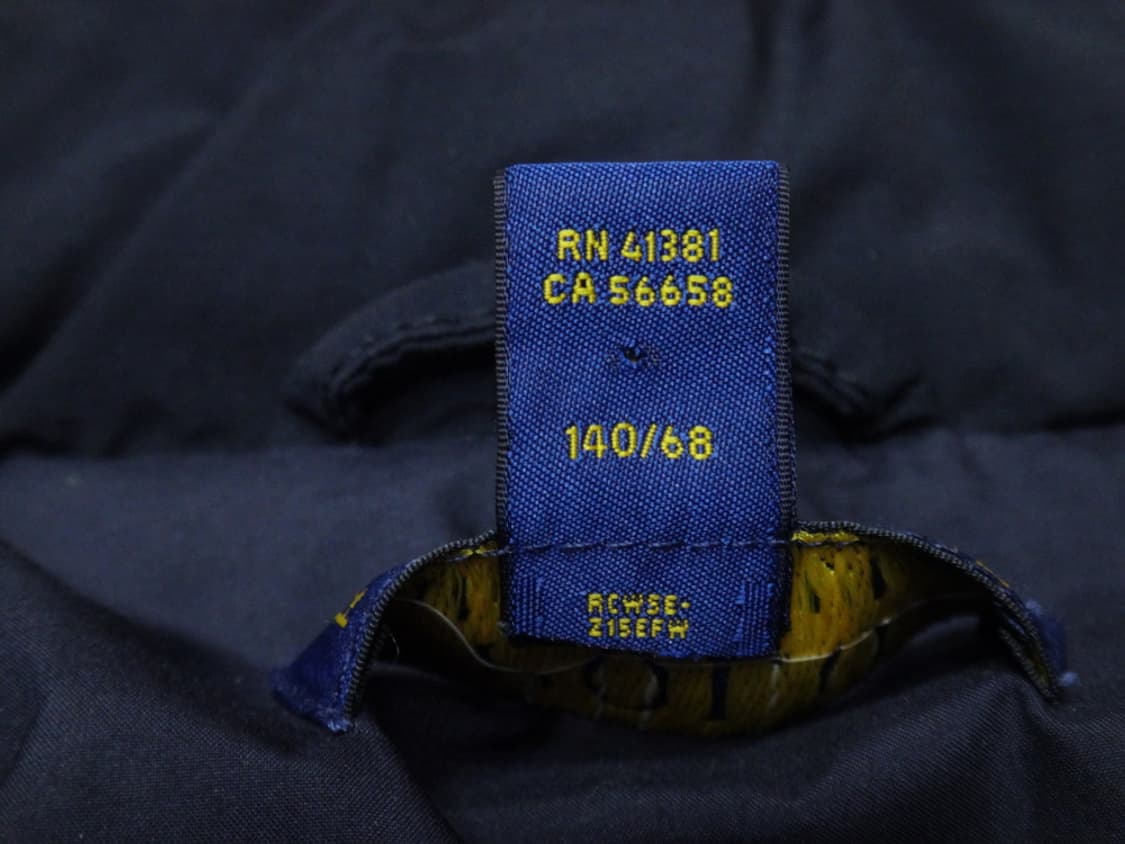 RN 41381
CA 56658
140/68
RCWSE-
Z15EFW